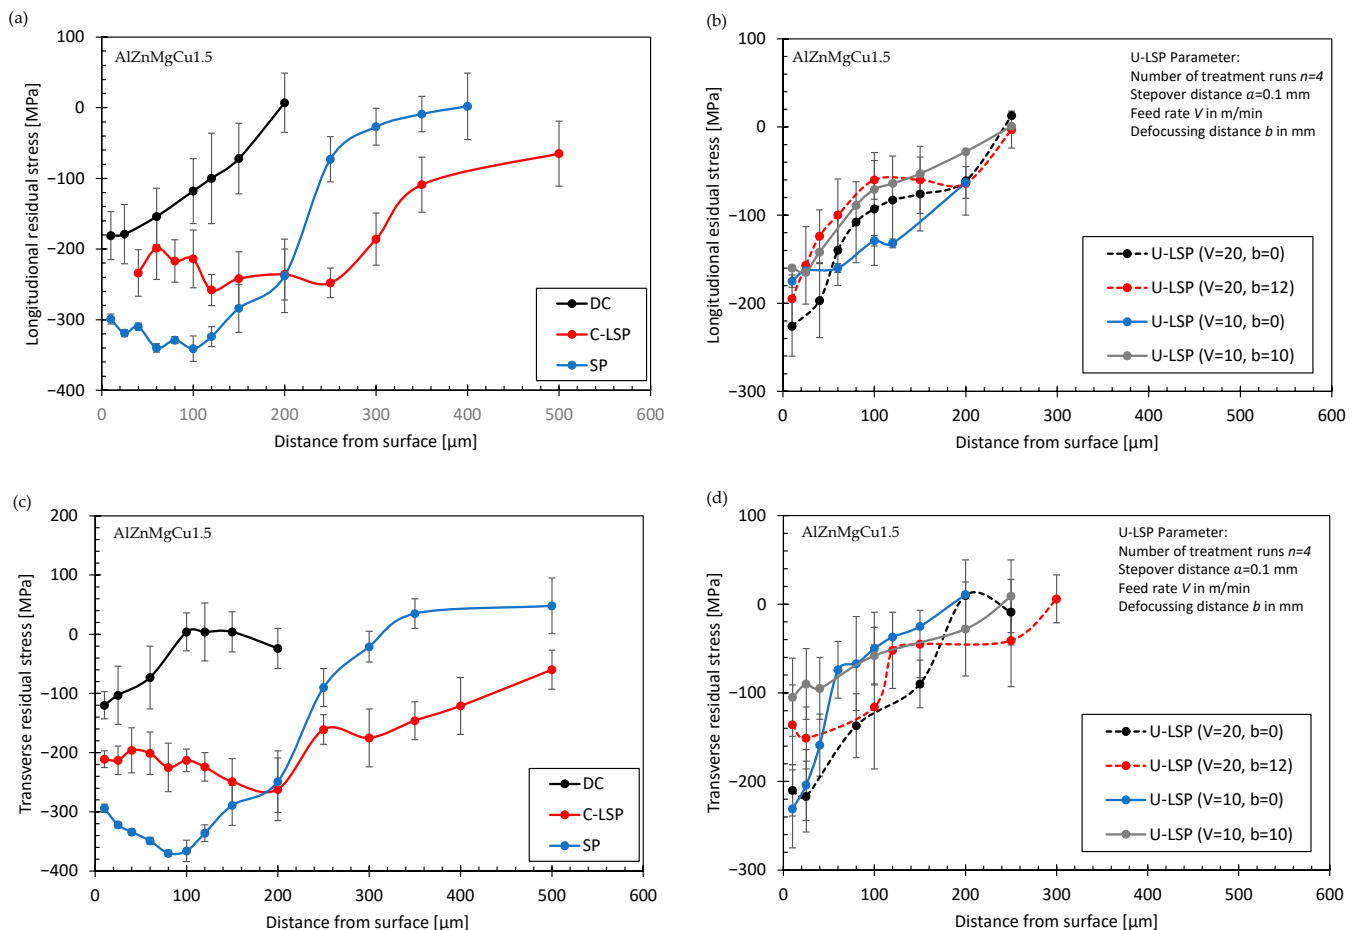 (a)
AlZnMgCu1.5
Longitudional residual stress [MPa]
100
0
−100
−200
−300
−400
0 100 200 300 400 500 600
Distance from surface [µm]
DC
C-LSP
SP
(b)
AlZnMgCu1.5
U-LSP Parameter:
Number of treatment runs n=4
Stepover distance a=0.1 mm
Feed rate V in m/min
Defocussing distance b in mm
Longitudional esidual stress [MPa]
100
0
−100
−200
−300
0 100 200 300 400 500 600
Distance from surface [µm]
U-LSP (V=20, b=0)
U-LSP (V=20, b=12)
U-LSP (V=10, b=0)
U-LSP (V=10, b=10)
(c)
AlZnMgCu1.5
Transverse residual stress [MPa]
200
100
0
−100
−200
−300
−400
0 100 200 300 400 500 600
Distance from surface [µm]
DC
C-LSP
SP
(d)
AlZnMgCu1.5
U-LSP Parameter:
Number of treatment runs n=4
Stepover distance a=0.1 mm
Feed rate V in m/min
Defocussing distance b in mm
Transverse residual stress [MPa]
100
0
−100
−200
−300
0 100 200 300 400 500 600
Distance from surface [µm]
U-LSP (V=20, b=0)
U-LSP (V=20, b=12)
U-LSP (V=10, b=0)
U-LSP (V=10, b=10)